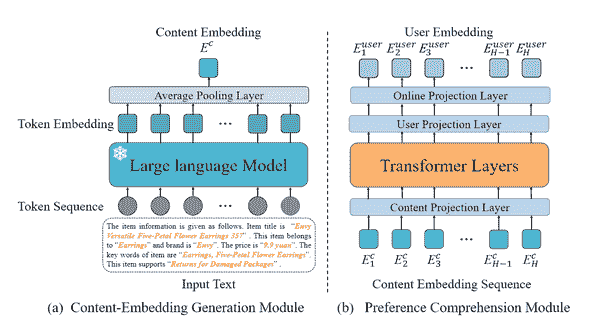 Content Embedding
E^c
Average Pooling Layer
Token Embedding
...
Large language Model
Token Sequence
...
The item information is given as follows. Item title is "Envy
Versatile Five-Petal Flower Earrings 357" . This item belongs
to "Earrings" and brand is "Envy". The price is "9.9 yuan". The
key words of item are "Earrings, Five-Petal Flower Earrings".
This item supports "Returns for Damaged Packages" .
Input Text
(a) Content-Embedding Generation Module
User Embedding
E_1^user E_2^user E_3^user ... E_H-1^user E_H^user
Online Projection Layer
User Projection Layer
Transformer Layers
Content Projection Layer
...
E_1^c E_2^c E_3^c E_H-1^c E_H^c
Content Embedding Sequence
(b) Preference Comprehension Module